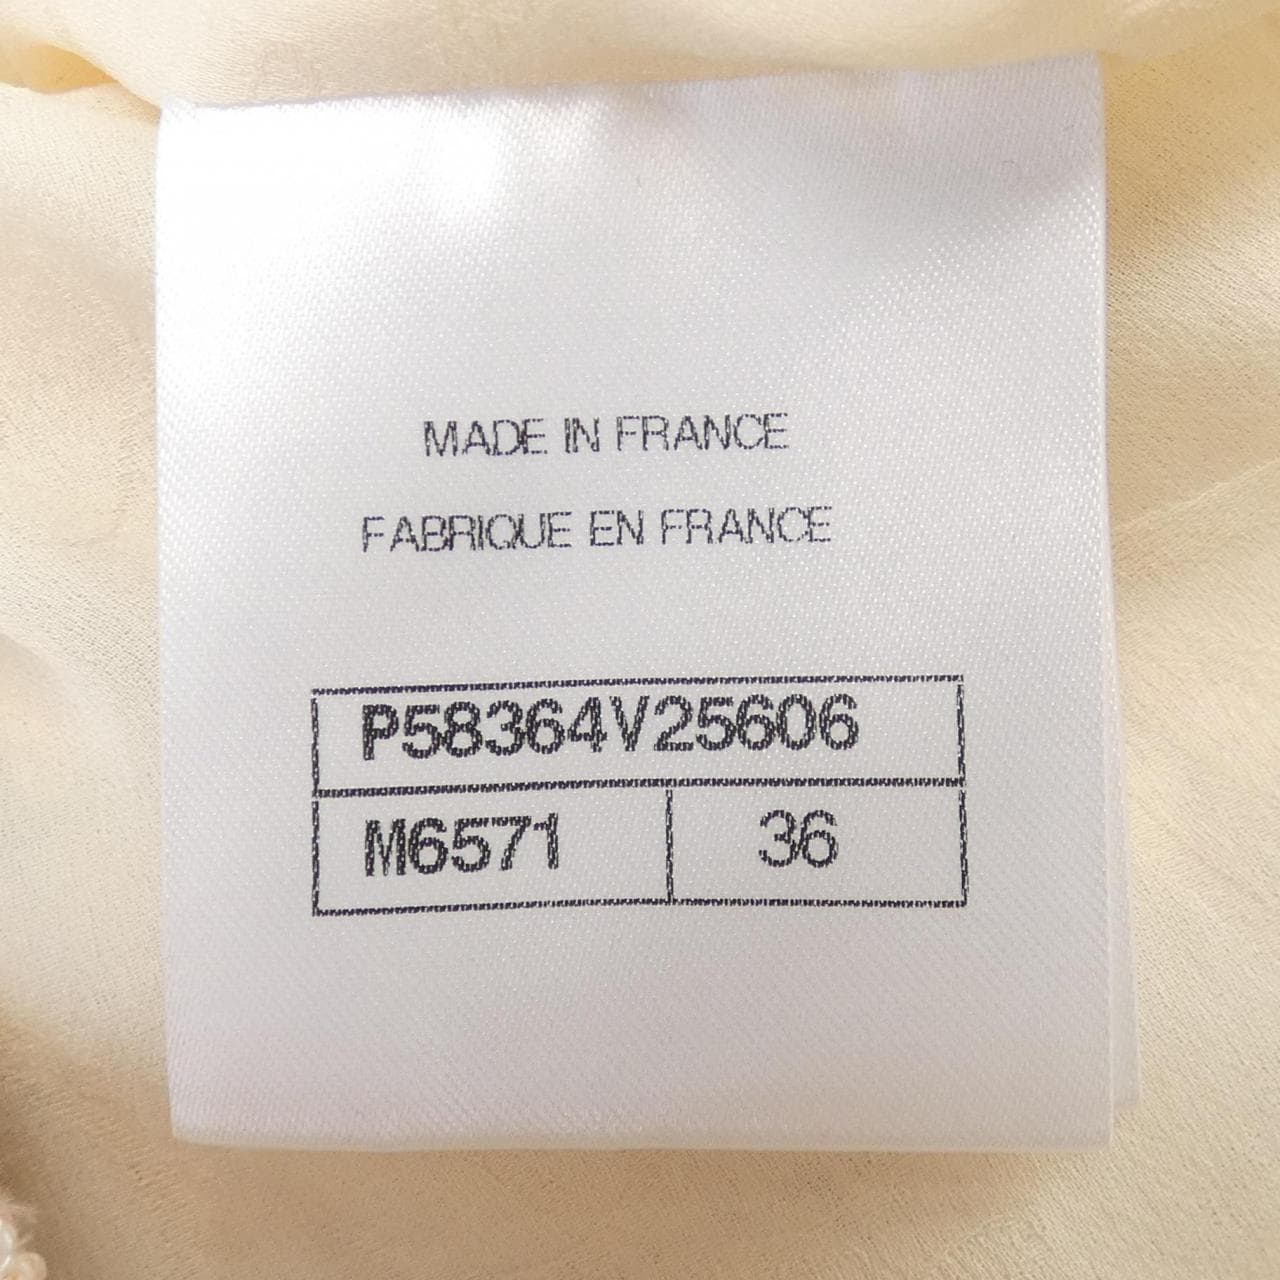 MADE IN FRANCE
FABRIQUE EN FRANCE
P58364V25606
M6571 36